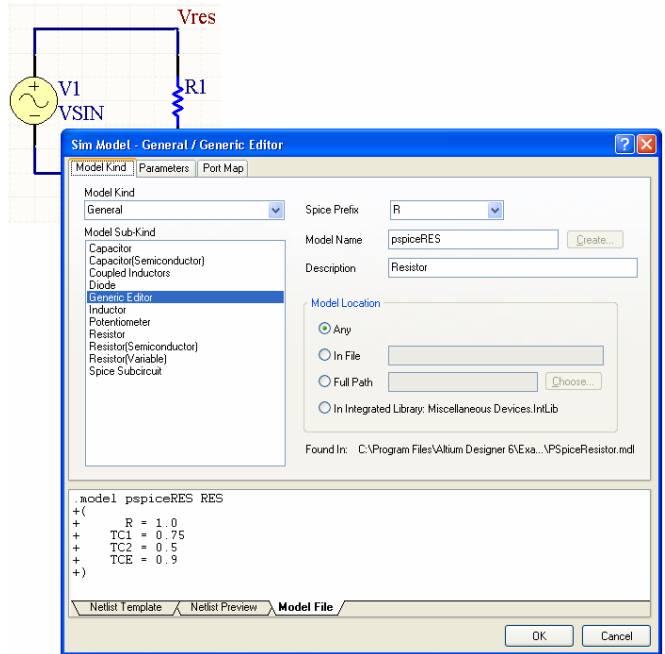 Vres
V1
VSIN
R1
Sim Model - General / Generic Editor
Model Kind Parameters Port Map
Model Kind
General
Spice Prefix R
Model Sub-Kind
Model Name pspiceRES Create...
Description Resistor
Capacitor
Capacitor(Semiconductor)
Coupled Inductors
Diode
Generic Editor
Inductor
Potentiometer
Resistor
Resistor(Semiconductor)
Resistor(Variable)
Spice Subcircuit
Model Location
Any
In File
Full Path Choose...
In Integrated Library: Miscellaneous Devices.IntLib
Found In: C:\Program Files\Altium Designer 6\Exa...\PSpiceResistor.mdl
.model pspiceRES RES
+(
+ R = 1.0
+ TC1 = 0.75
+ TC2 = 0.5
+ TCE = 0.9
+)
Netlist Template Netlist Preview Model File
OK Cancel